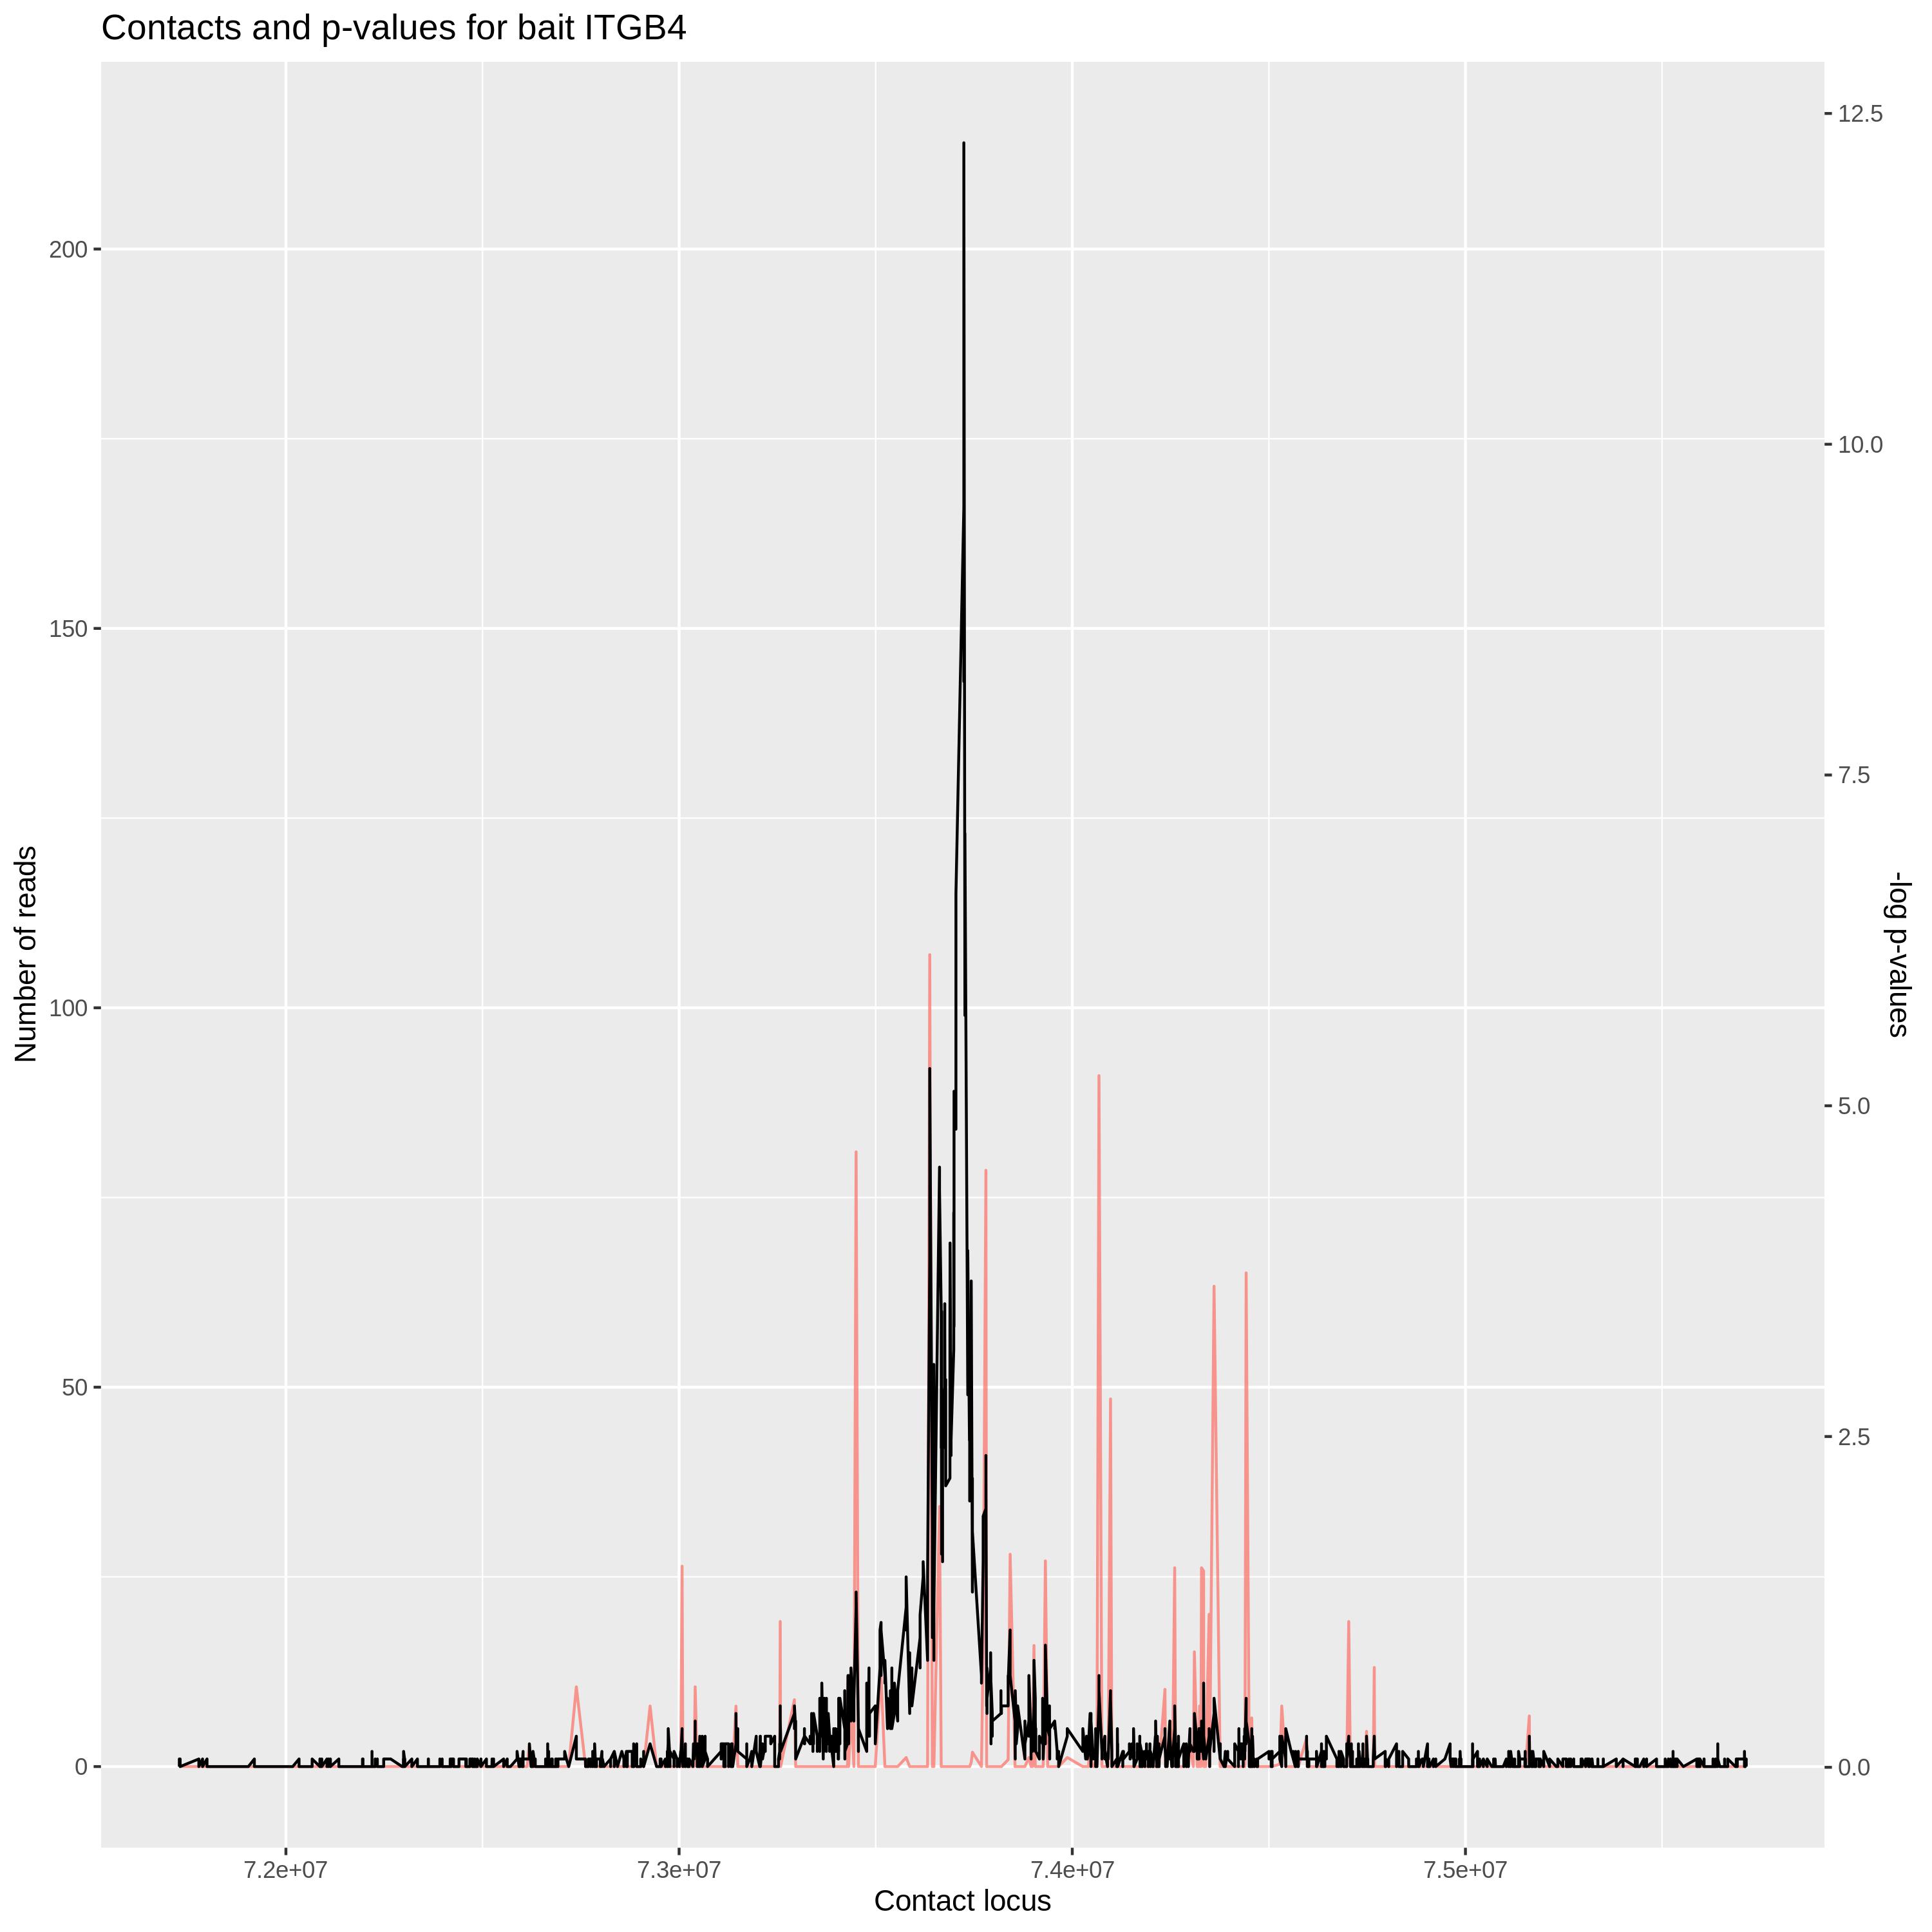 Contacts and p-values for bait ITGB4
Number of reads
200
150
100
50
0
12.5
10.0
7.5
5.0
2.5
0.0
-log p-values
7.2e+07
7.3e+07
7.4e+07
7.5e+07
Contact locus